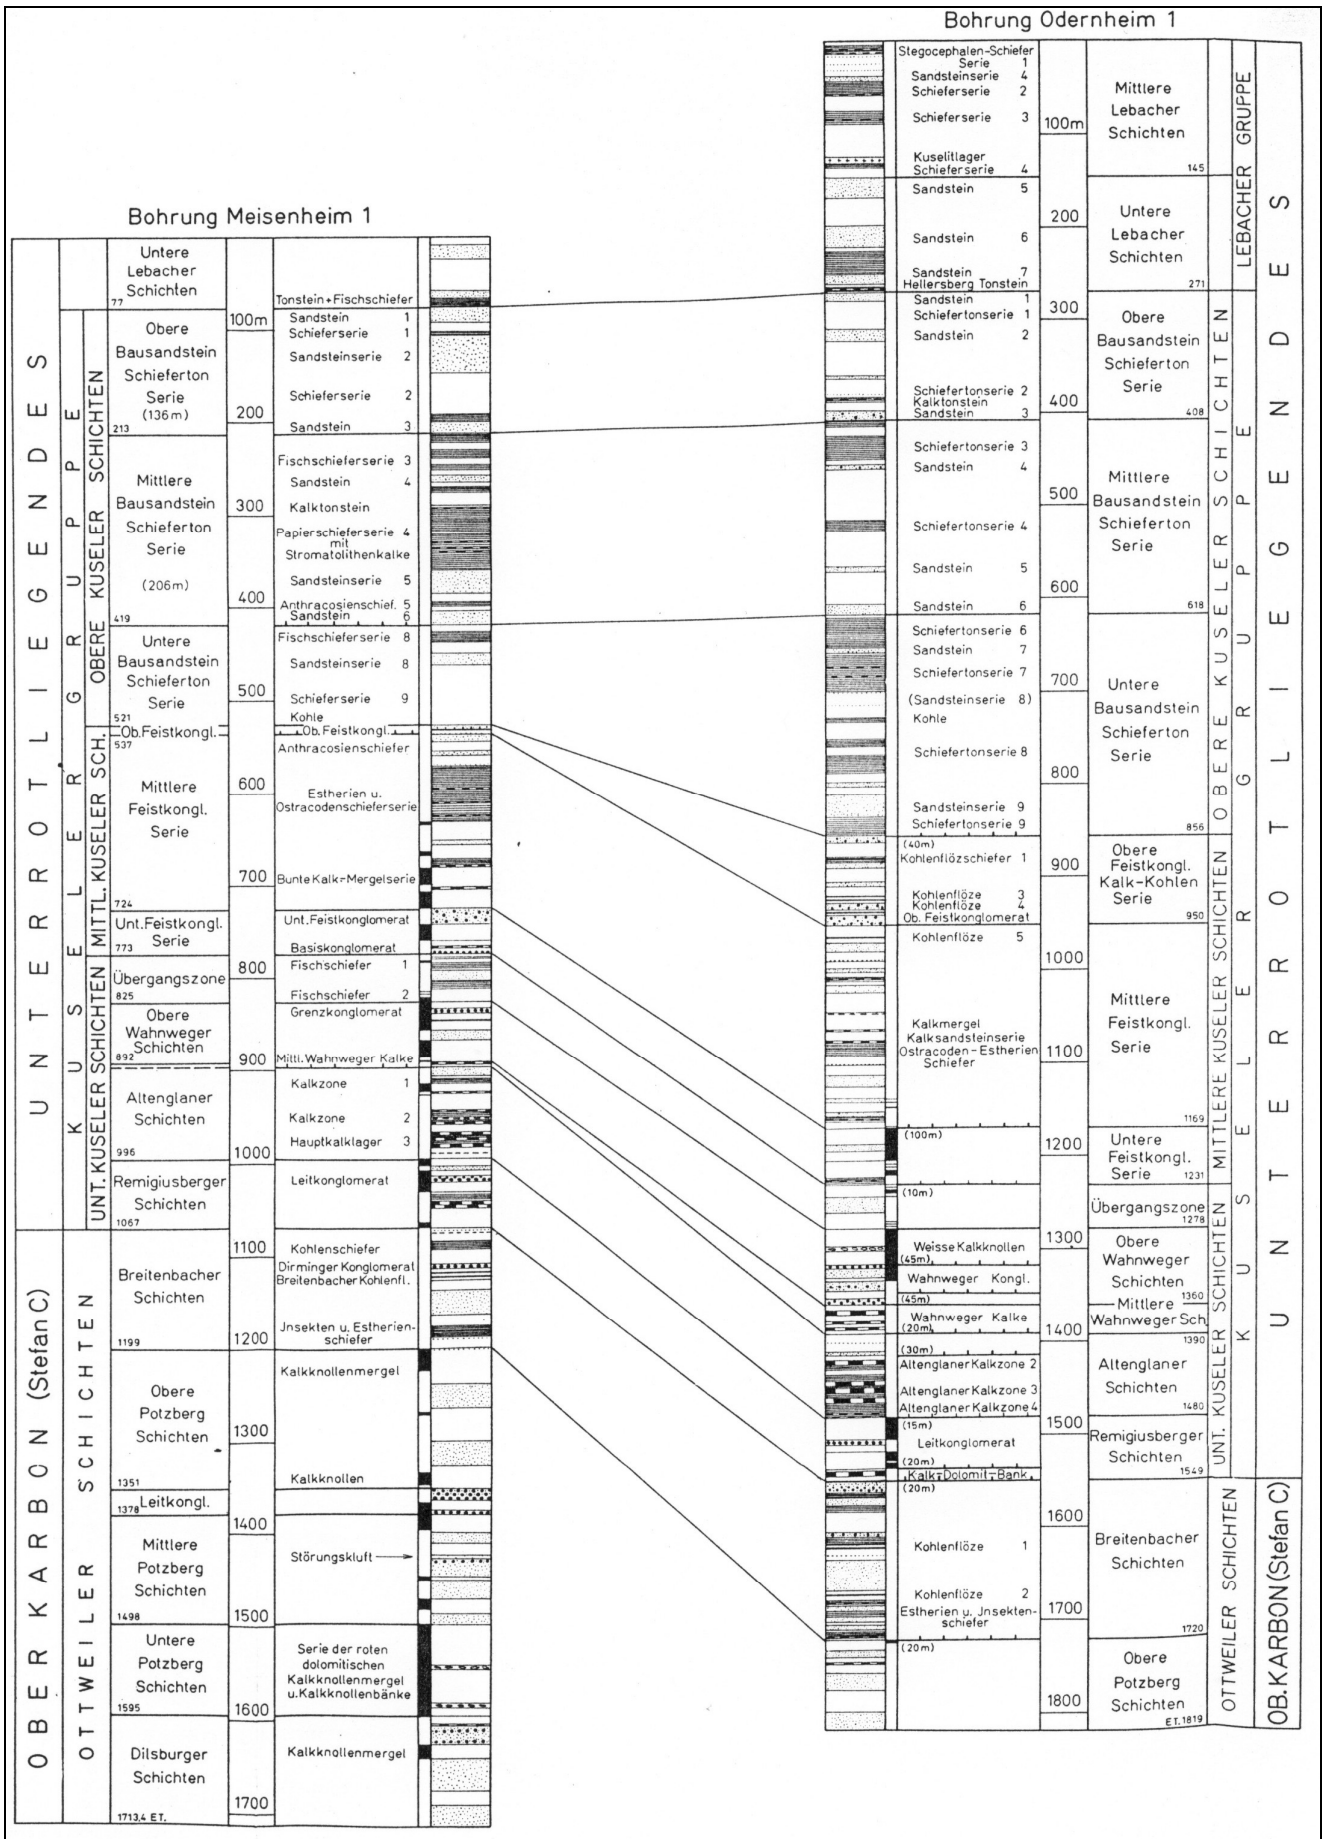 Bohrung Meisenheim 1
UNTERROTLIEGENDES
OBERKARBON (Stefan C)
KUSELERGRUPPE
OTTWEILER SCHICHTEN
OBERE KUSELER SCHICHTEN
MITTL. KUSELER SCH.
UNT. KUSELER SCHICHTEN
Untere
Lebacher
Schichten
77
Obere
Bausandstein
Schieferton
Serie
(136m)
213
Mittlere
Bausandstein
Schieferton
Serie
(206m)
419
Untere
Bausandstein
Schieferton
Serie
521
Ob. Feistkongl.
537
Mittlere
Feistkongl.
Serie
724
Unt. Feistkongl.
Serie
773
Übergangszone
825
Obere
Wahnweger
Schichten
892
Altenglaner
Schichten
996
Remigiusberger
Schichten
1067
Breitenbacher
Schichten
1199
Obere
Potzberg
Schichten
1351
Leitkongl.
1378
Mittlere
Potzberg
Schichten
1498
Untere
Potzberg
Schichten
1595
Dilsburger
Schichten
1713,4 ET.
100m
200
300
400
500
600
700
800
900
1000
1100
1200
1300
1400
1500
1600
1700
Tonstein+Fischschiefer
Sandstein 1
Schieferserie 1
Sandsteinserie 2
Schieferserie 2
Sandstein 3
Fischschieferserie 3
Sandstein 4
Kalktonstein
Papierschieferserie 4
mit
Stromatolithenkalke
Sandsteinserie 5
Anthracosienschief. 5
Sandstein 6
Fischschieferserie 8
Sandsteinserie 8
Schieferserie 9
Kohle
Ob. Feistkongl.
Anthracosienschiefer
Estherien u.
Ostracodenschieferserie
Bunte Kalk-Mergelserie
Unt. Feistkonglomerat
Basiskonglomerat
Fischschiefer 1
Fischschiefer 2
Grenzkonglomerat
Mittl. Wahnweger Kalke
Kalkzone 1
Kalkzone 2
Hauptkalklager 3
Leitkonglomerat
Kohlenschiefer
Dirminger Konglomerat
Breitenbacher Kohlenfl.
Jnsekten u. Estherien-
schiefer
Kalkknollenmergel
Kalkknollen
Störungskluft
Serie der roten
dolomitischen
Kalkknollenmergel
u. Kalkknollenbänke
Kalkknollenmergel
Bohrung Odernheim 1
Stegocephalen-Schiefer
Serie 1
Sandsteinserie 4
Schieferserie 2
Schieferserie 3
Kuselitlager
Schieferserie 4
Sandstein 5
Sandstein 6
Sandstein 7
Hellersberg Tonstein
Sandstein 1
Schiefertonserie 1
Sandstein 2
Schiefertonserie 2
Kalktonstein
Sandstein 3
Schiefertonserie 3
Sandstein 4
Schiefertonserie 4
Sandstein 5
Sandstein 6
Schiefertonserie 6
Sandstein 7
Schiefertonserie 7
(Sandsteinserie 8)
Kohle
Schiefertonserie 8
Sandsteinserie 9
Schiefertonserie 9
(40m)
Kohlenflözschiefer 1
Kohlenflöze 3
Kohlenflöze 4
Ob. Feistkonglomerat
Kohlenflöze 5
Kalkmergel
Kalksandsteinserie
Ostracoden-Estherien
Schiefer
(100m)
(10m)
Weisse Kalkknollen
(45m)
Wahnweger Kongl.
(45m)
Wahnweger Kalke
(20m)
(30m)
Altenglaner Kalkzone 2
Altenglaner Kalkzone 3
Altenglaner Kalkzone 4
(15m)
Leitkonglomerat
(20m)
Kalk-Dolomit-Bank
(20m)
Kohlenflöze 1
Kohlenflöze 2
Estherien u. Jnsekten-
schiefer
(20m)
100m
200
300
400
500
600
700
800
900
1000
1100
1200
1300
1400
1500
1600
1700
1800
Mittlere
Lebacher
Schichten
145
Untere
Lebacher
Schichten
271
Obere
Bausandstein
Schieferton
Serie
408
Mittlere
Bausandstein
Schieferton
Serie
618
Untere
Bausandstein
Schieferton
Serie
856
Obere
Feistkongl.
Kalk-Kohlen
Serie
950
Mittlere
Feistkongl.
Serie
1169
Untere
Feistkongl.
Serie 1231
Übergangszone
1278
Obere
Wahnweger
Schichten
1360
Mittlere
Wahnweger Sch
1390
Altenglaner
Schichten
1480
Remigiusberger
Schichten
1549
Breitenbacher
Schichten
1720
Obere
Potzberg
Schichten
ET. 1819
OBERE KUSELER SCHICHTEN
MITTLERE KUSELER SCHICHTEN
UNT. KUSELER SCHICHTEN
OTTWEILER SCHICHTEN
LEBACHER GRUPPE
KUSELERGRUPPE
UNTERROTLIEGENDES
OB. KARBON (Stefan C)